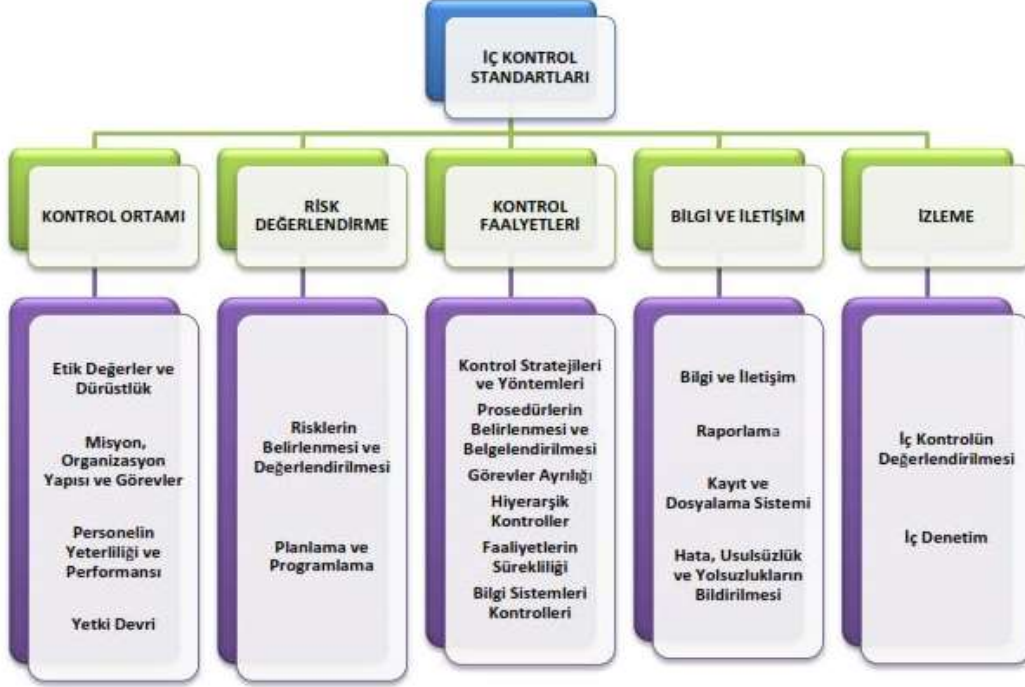 İÇ KONTROL
STANDARTLARI
KONTROL ORTAMI
RİSK
DEĞERLENDİRME
KONTROL
FAALYETLERİ
BİLGİ VE İLETİŞİM
İZLEME
Etik Değerler ve
Dürüstlük
Misyon,
Organizasyon
Yapısı ve Görevler
Personelin
Yeterliliği ve
Performansı
Yetki Devri
Risklerin
Belirlenmesi ve
Değerlendirilmesi
Planlama ve
Programlama
Kontrol Stratejileri
ve Yöntemleri
Prosedürlerin
Belirlenmesi ve
Belgelendirilmesi
Görevler Ayrılığı
Hiyerarşik
Kontroller
Faaliyetlerin
Sürekliliği
Bilgi Sistemleri
Kontrolleri
Bilgi ve İletişim
Raporlama
Kayıt ve
Dosyalama Sistemi
Hata, Usulsüzlük
ve Yolsuzlukların
Bildirilmesi
İç Kontrolün
Değerlendirilmesi
İç Denetim